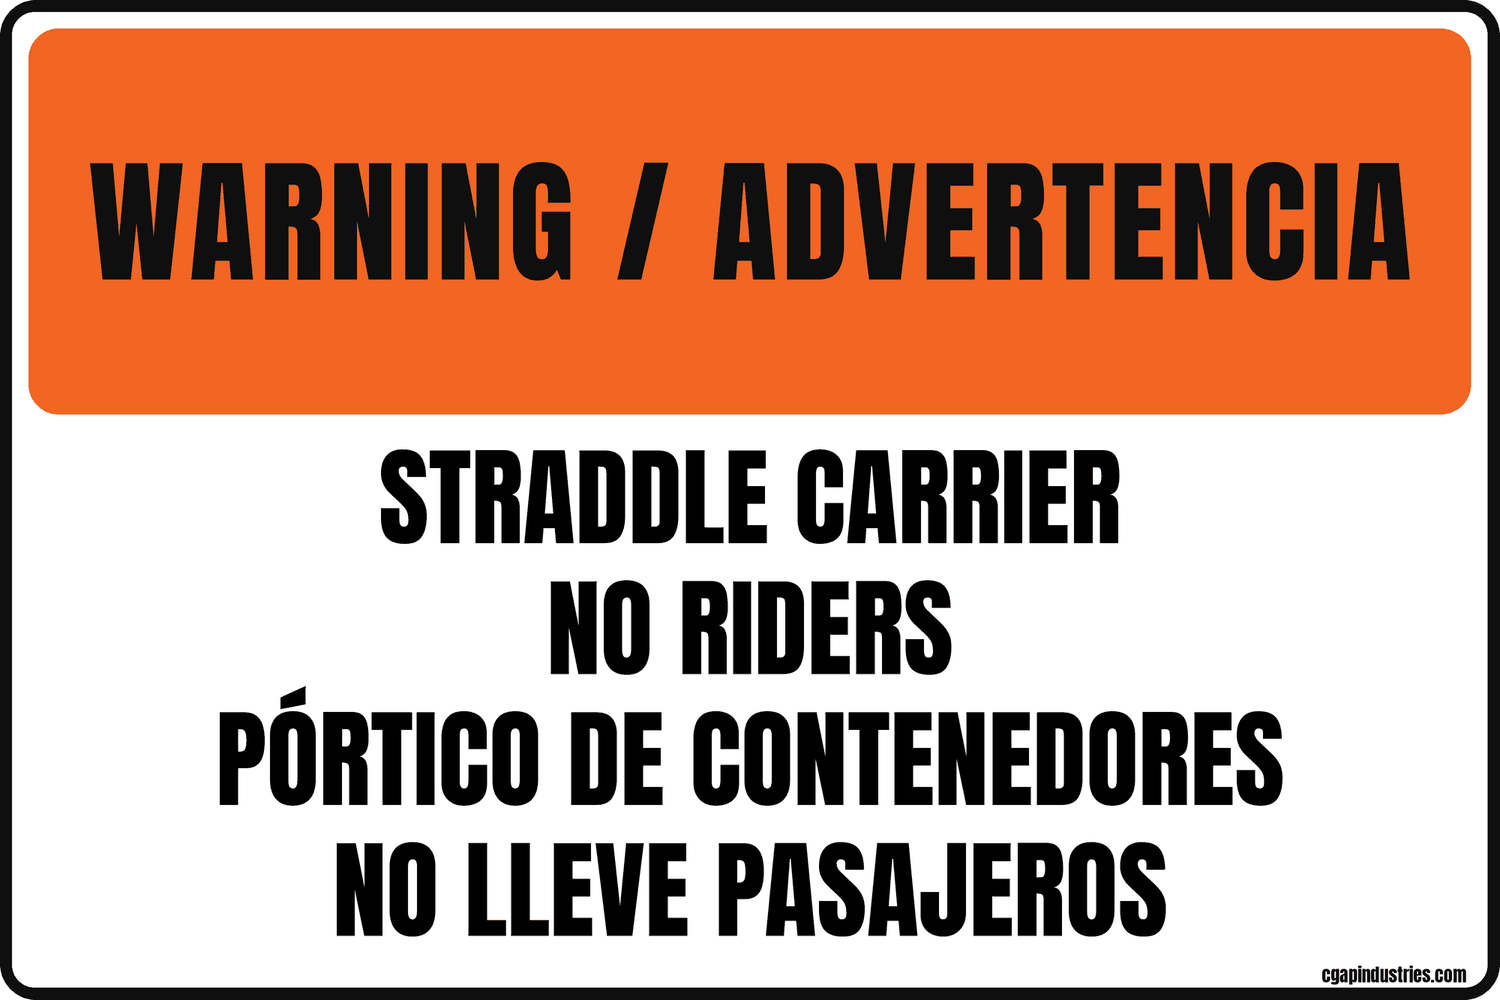 WARNING / ADVERTENCIA
STRADDLE CARRIER
NO RIDERS
PÓRTICO DE CONTENEDORES
NO LLEVE PASAJEROS
cgapindustries.com